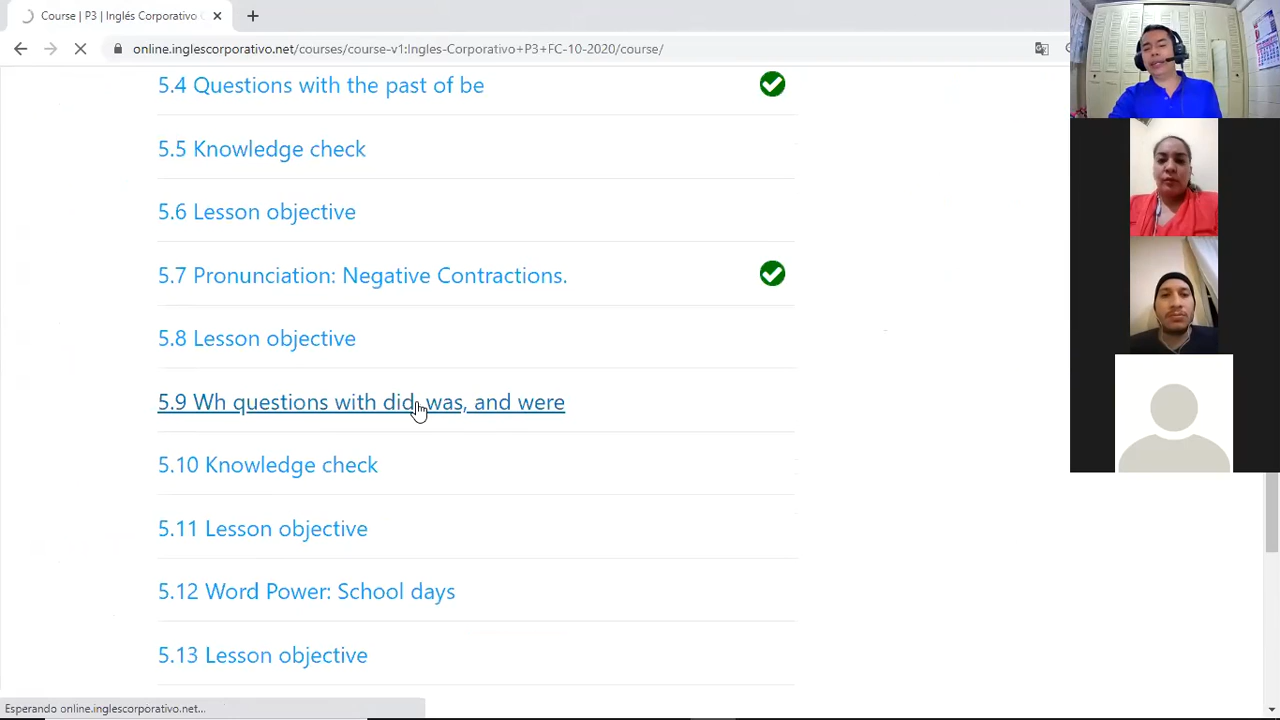 Course | P3 | Inglés Corporativo
online.inglescorporativo.net/courses/course-v1:Ingles-Corporativo+P3+FC-10-2020/course/
5.4 Questions with the past of be
5.5 Knowledge check
5.6 Lesson objective
5.7 Pronunciation: Negative Contractions.
5.8 Lesson objective
5.9 Wh questions with did, was, and were
5.10 Knowledge check
5.11 Lesson objective
5.12 Word Power: School days
5.13 Lesson objective
Esperando online.inglescorporativo.net...